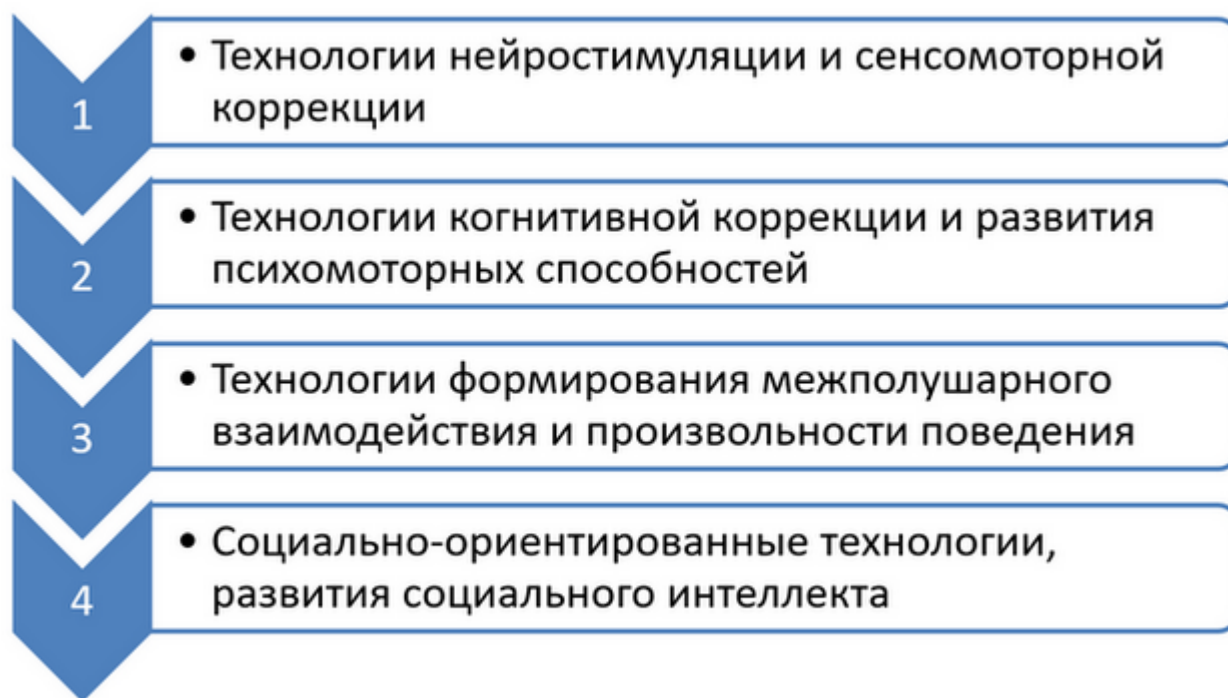 1
• Технологии нейростимуляции и сенсомоторной
коррекции
2
• Технологии когнитивной коррекции и развития
психомоторных способностей
3
• Технологии формирования межполушарного
взаимодействия и произвольности поведения
4
• Социально-ориентированные технологии,
развития социального интеллекта